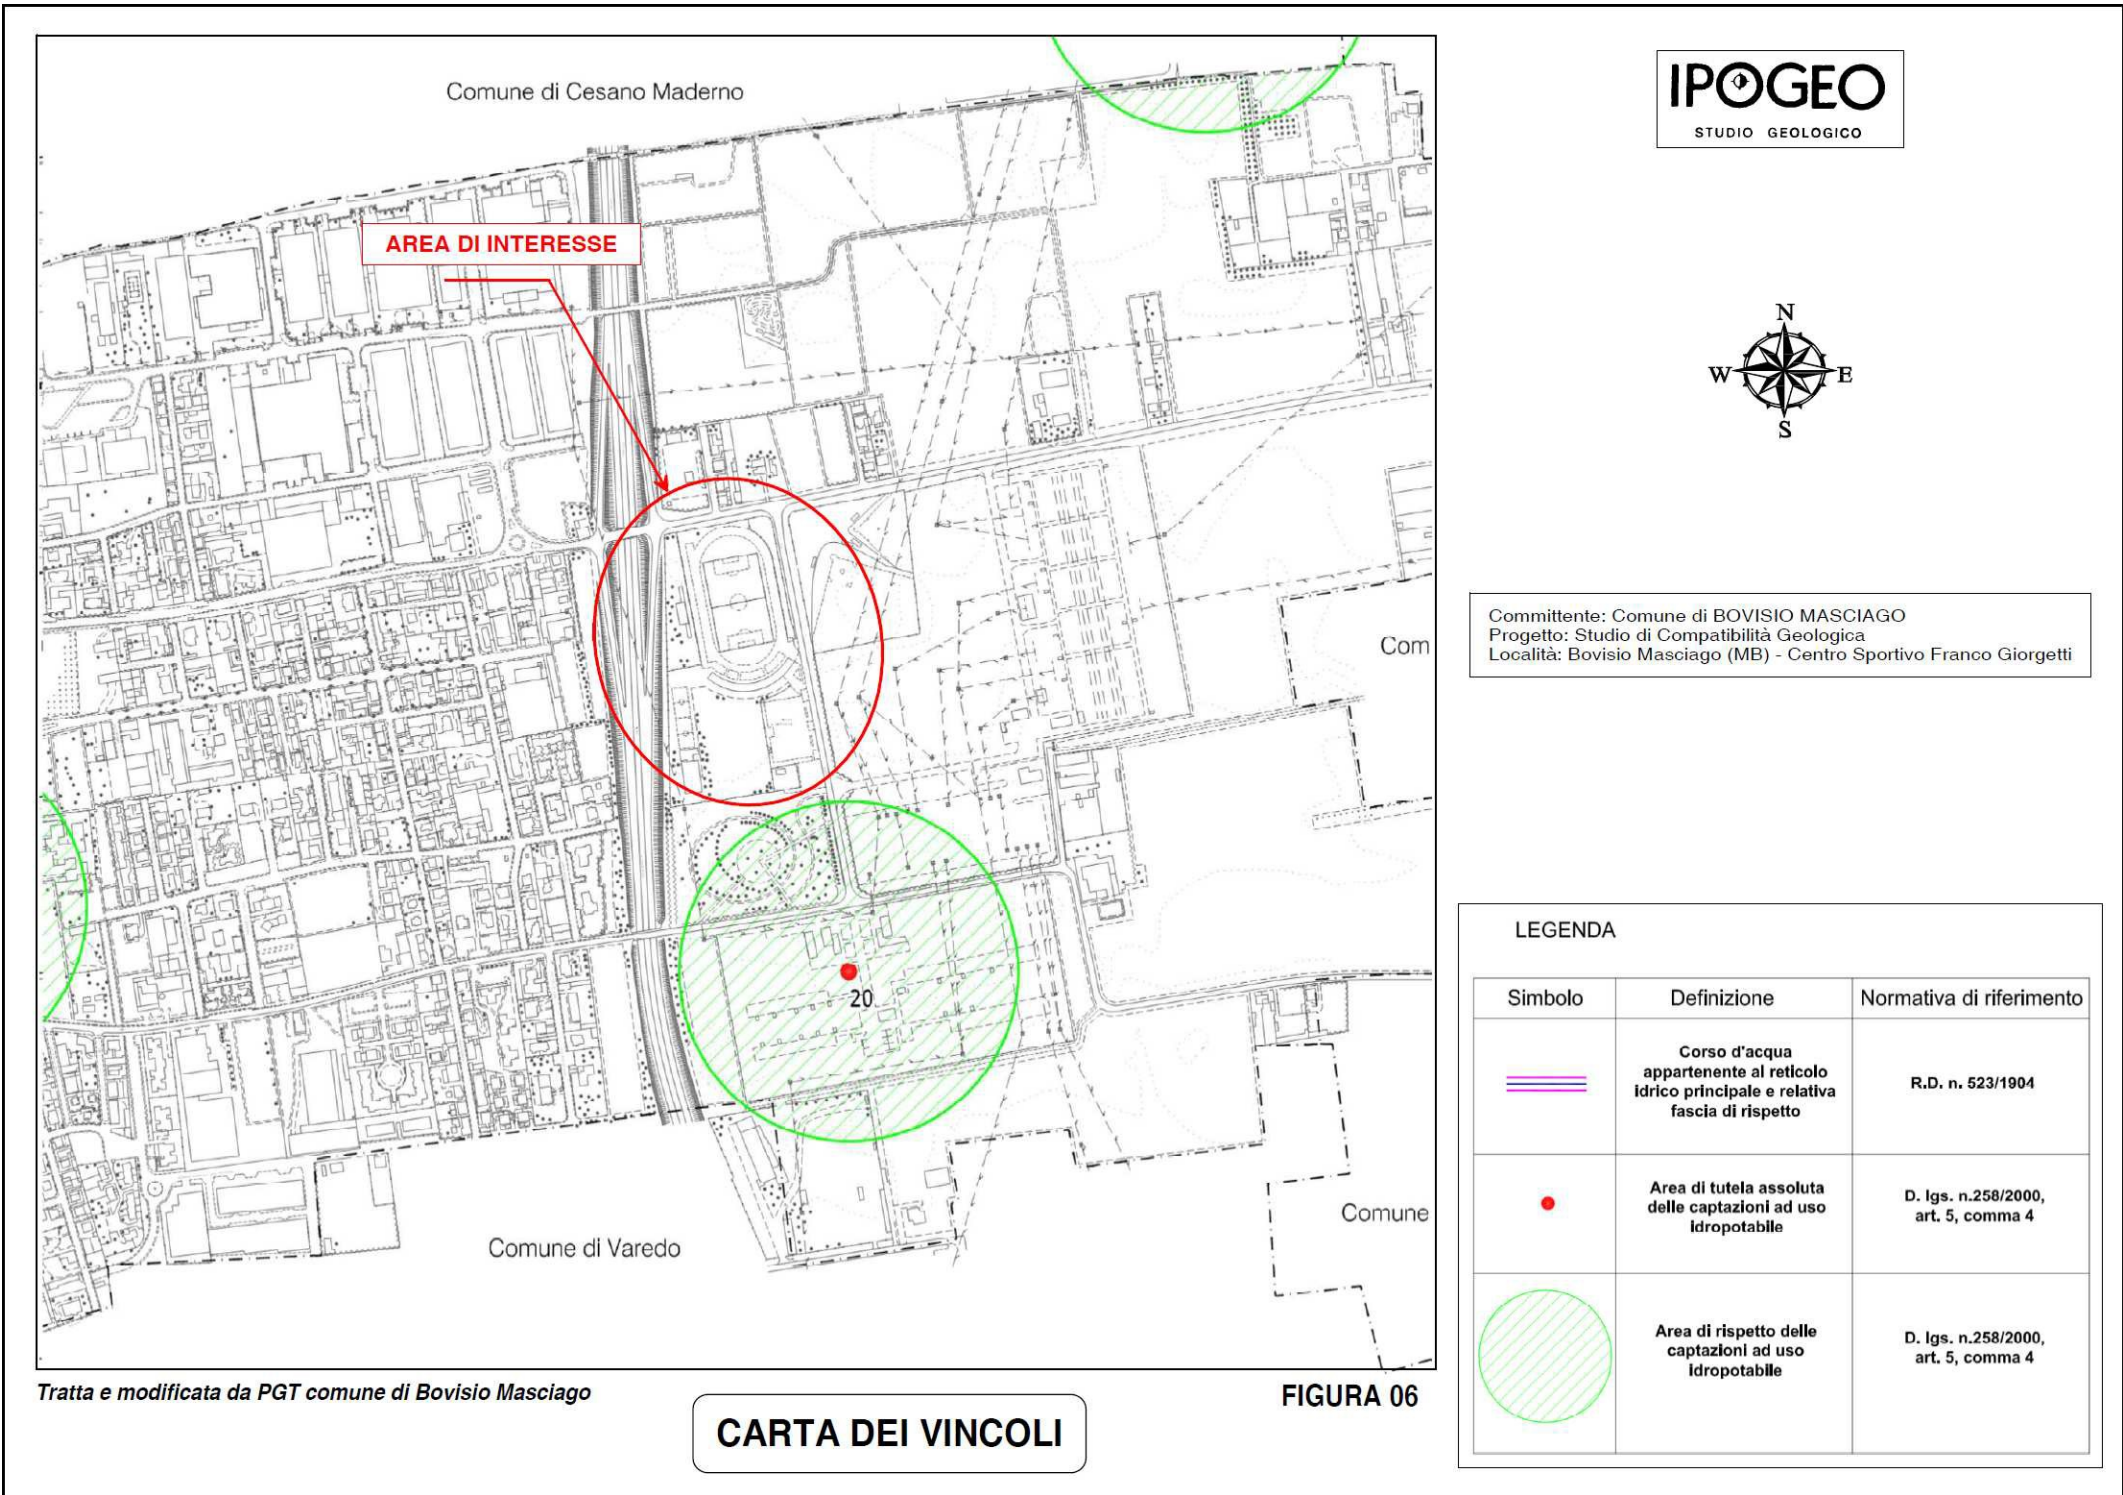 Comune di Cesano Maderno
AREA DI INTERESSE
Com
20
Comune
Comune di Varedo
Tratta e modificata da PGT comune di Bovisio Masciago
FIGURA 06
CARTA DEI VINCOLI
IPOGEO
STUDIO GEOLOGICO
N
W E
S
Committente: Comune di BOVISIO MASCIAGO
Progetto: Studio di Compatibilità Geologica
Località: Bovisio Masciago (MB) - Centro Sportivo Franco Giorgetti
LEGENDA
Simbolo Definizione Normativa di riferimento
Corso d'acqua
appartenente al reticolo
idrico principale e relativa
fascia di rispetto
R.D. n. 523/1904
Area di tutela assoluta
delle captazioni ad uso
idropotabile
D. lgs. n.258/2000,
art. 5, comma 4
Area di rispetto delle
captazioni ad uso
idropotabile
D. lgs. n.258/2000,
art. 5, comma 4